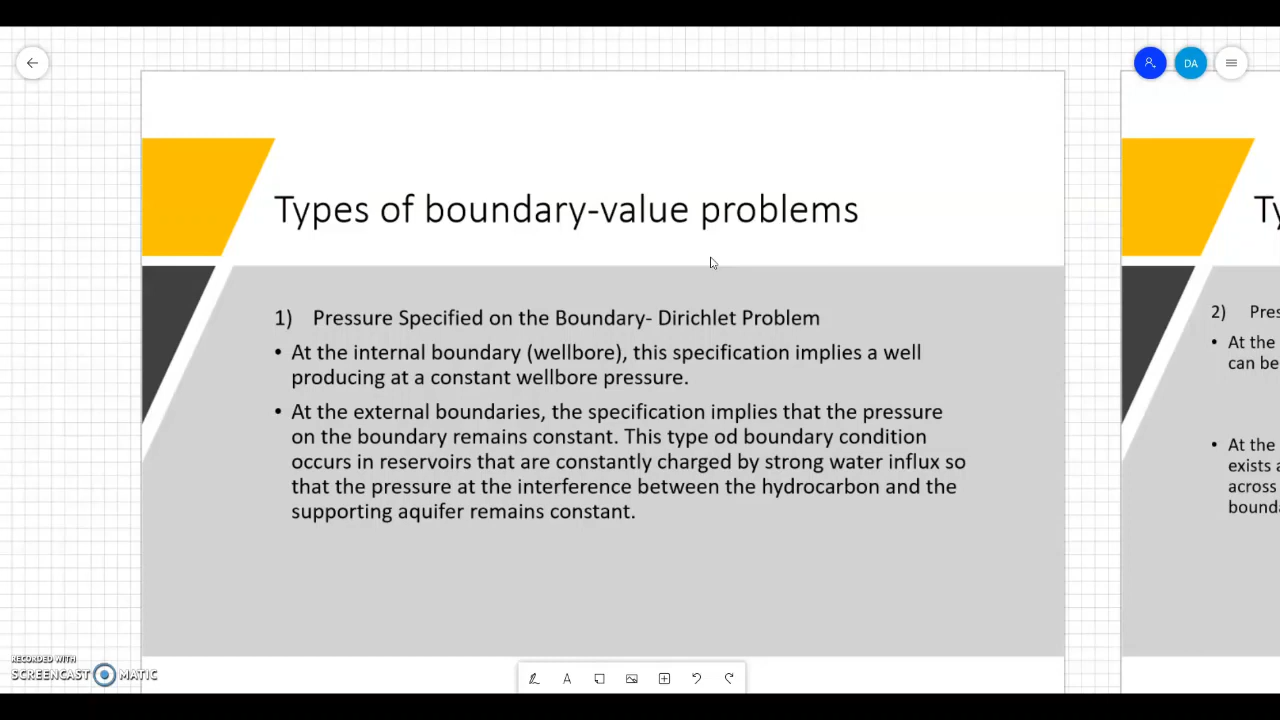 DA
Types of boundary-value problems
Ty
1) Pressure Specified on the Boundary- Dirichlet Problem
• At the internal boundary (wellbore), this specification implies a well
producing at a constant wellbore pressure.
• At the external boundaries, the specification implies that the pressure
on the boundary remains constant. This type od boundary condition
occurs in reservoirs that are constantly charged by strong water influx so
that the pressure at the interference between the hydrocarbon and the
supporting aquifer remains constant.
2) Pres
• At the
can be
• At the
exists a
across
bounda
RECORDED WITH
SCREENCAST MATIC
A